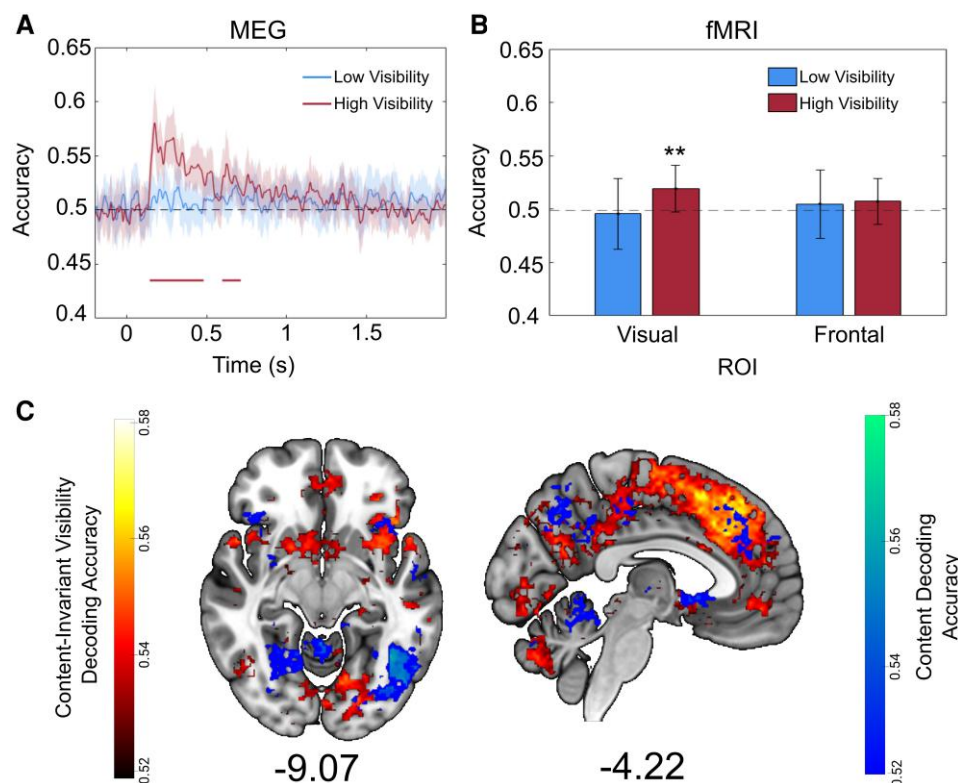 A
MEG
0.65
0.6
0.55
0.5
0.45
0.4
Accuracy
Low Visibility
High Visibility
0
0.5
1
1.5
Time (s)
B
fMRI
0.65
0.6
0.55
0.5
0.45
0.4
Accuracy
Low Visibility
High Visibility
**
Visual
Frontal
ROI
C
Content-Invariant Visibility
Decoding Accuracy
0.58
0.56
0.54
0.52
-9.07
-4.22
0.58
0.56
0.54
0.52
Content Decoding
Accuracy